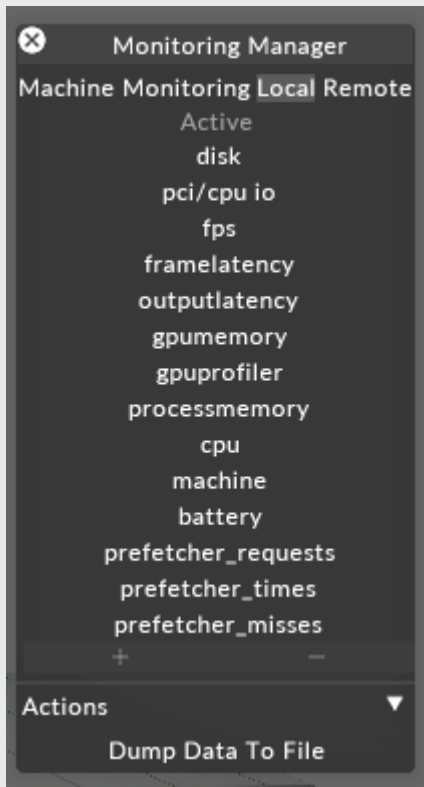 Monitoring Manager
Machine Monitoring Local Remote
Active
disk
pci/cpu io
fps
framelatency
outputlatency
gpumemory
gpuprofiler
processmemory
cpu
machine
battery
prefetcher_requests
prefetcher_times
prefetcher_misses
+ −
Actions
Dump Data To File